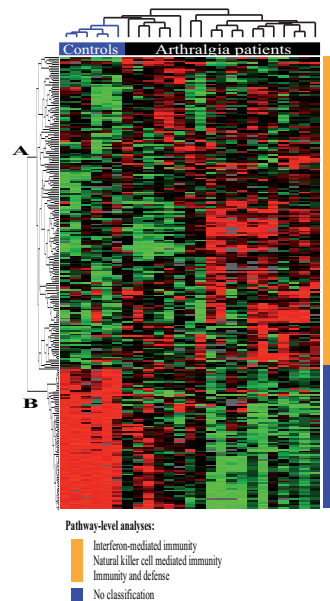 Controls Arthralgia patients
A
B
Pathway-level analyses:
Interferon-mediated immunity
Natural killer cell mediated immunity
Immunity and defense
No classification